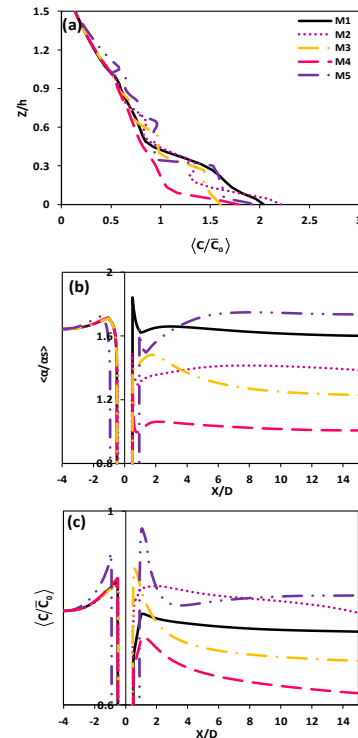 (a)
M1
M2
M3
M4
M5
Z/h
1.5
1.2
0.9
0.6
0.3
0
0 0.5 1 1.5 2 2.5 3
⟨C/C̅₀⟩
(b)
<α/αs>
2
1.6
1.2
0.8
-4 -2 0 2 4 6 8 10 12 14
X/D
(c)
⟨C/C̅₀⟩
1
0.6
-4 -2 0 2 4 6 8 10 12 14
X/D